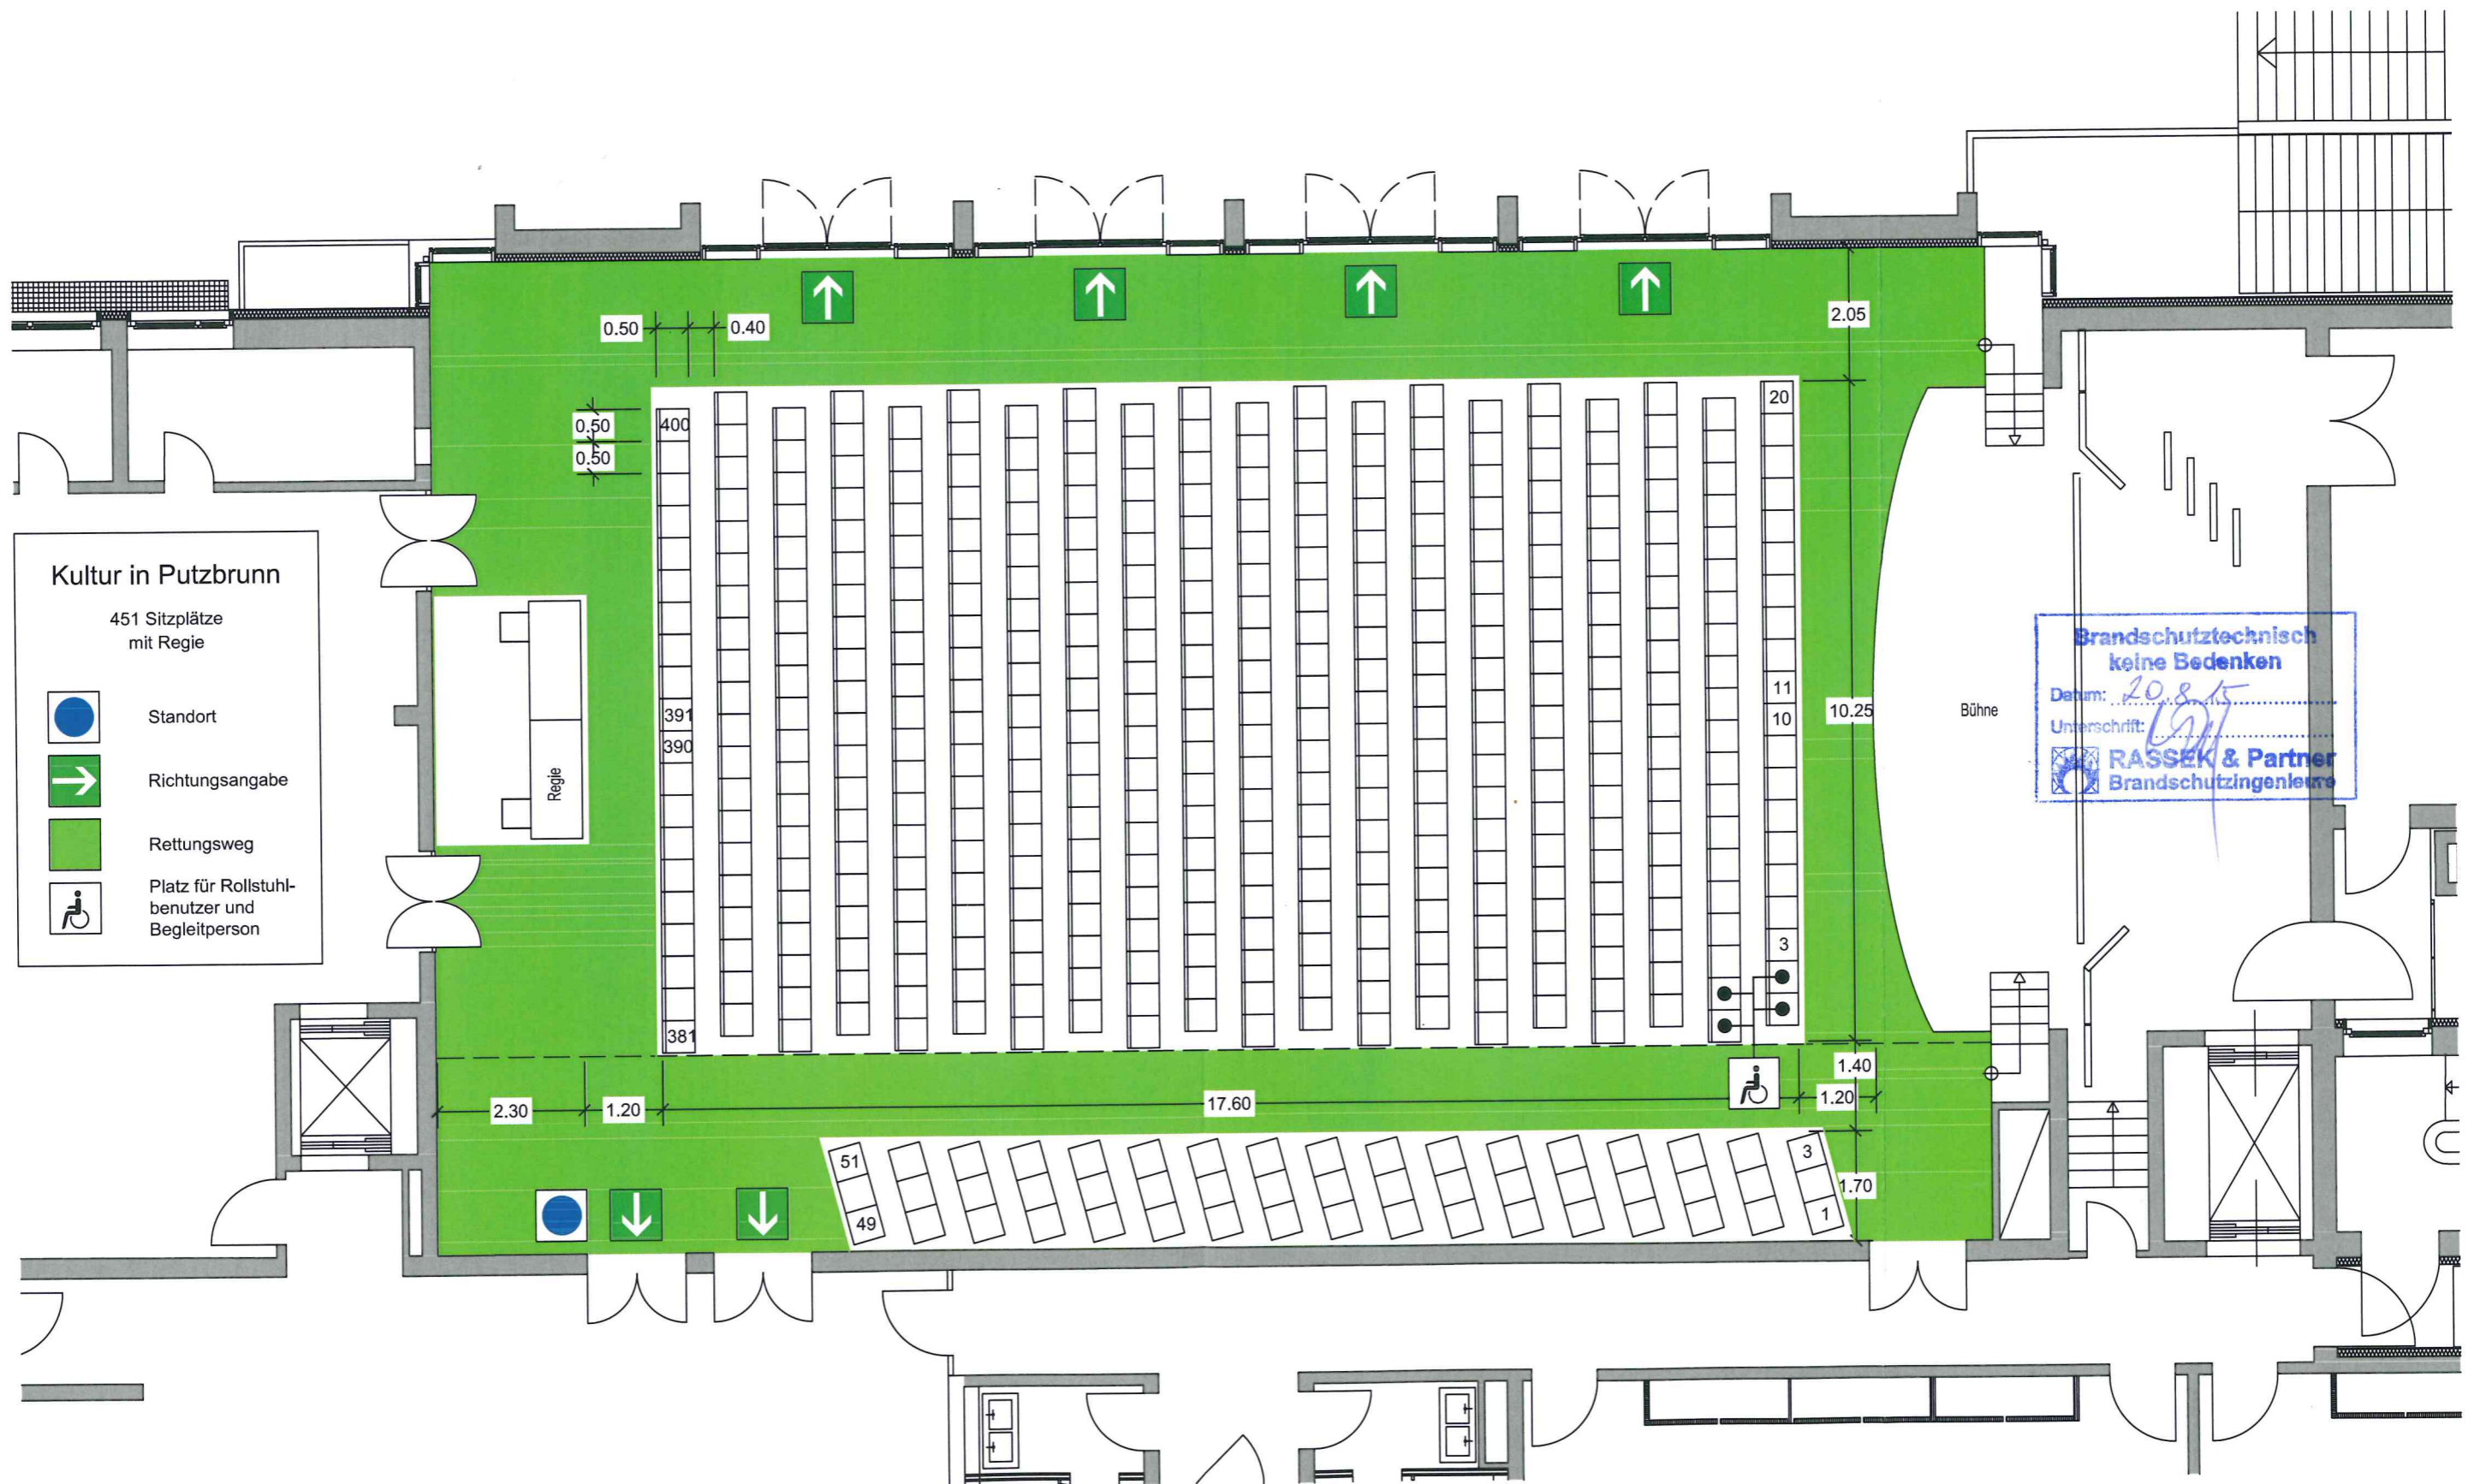 Kultur in Putzbrunn
451 Sitzplätze
mit Regie
Standort
Richtungsangabe
Rettungsweg
Platz für Rollstuhl-
benutzer und
Begleitperson
0.50
0.40
2.05
0.50
0.50
400
20
391
390
11
10
10.25
3
381
Regie
Bühne
Brandschutztechnisch
keine Bedenken
Datum: 20.8.15
Unterschrift:
RASSEK & Partner
Brandschutzingenieure
2.30
1.20
17.60
1.40
1.20
51
49
3
1
1.70